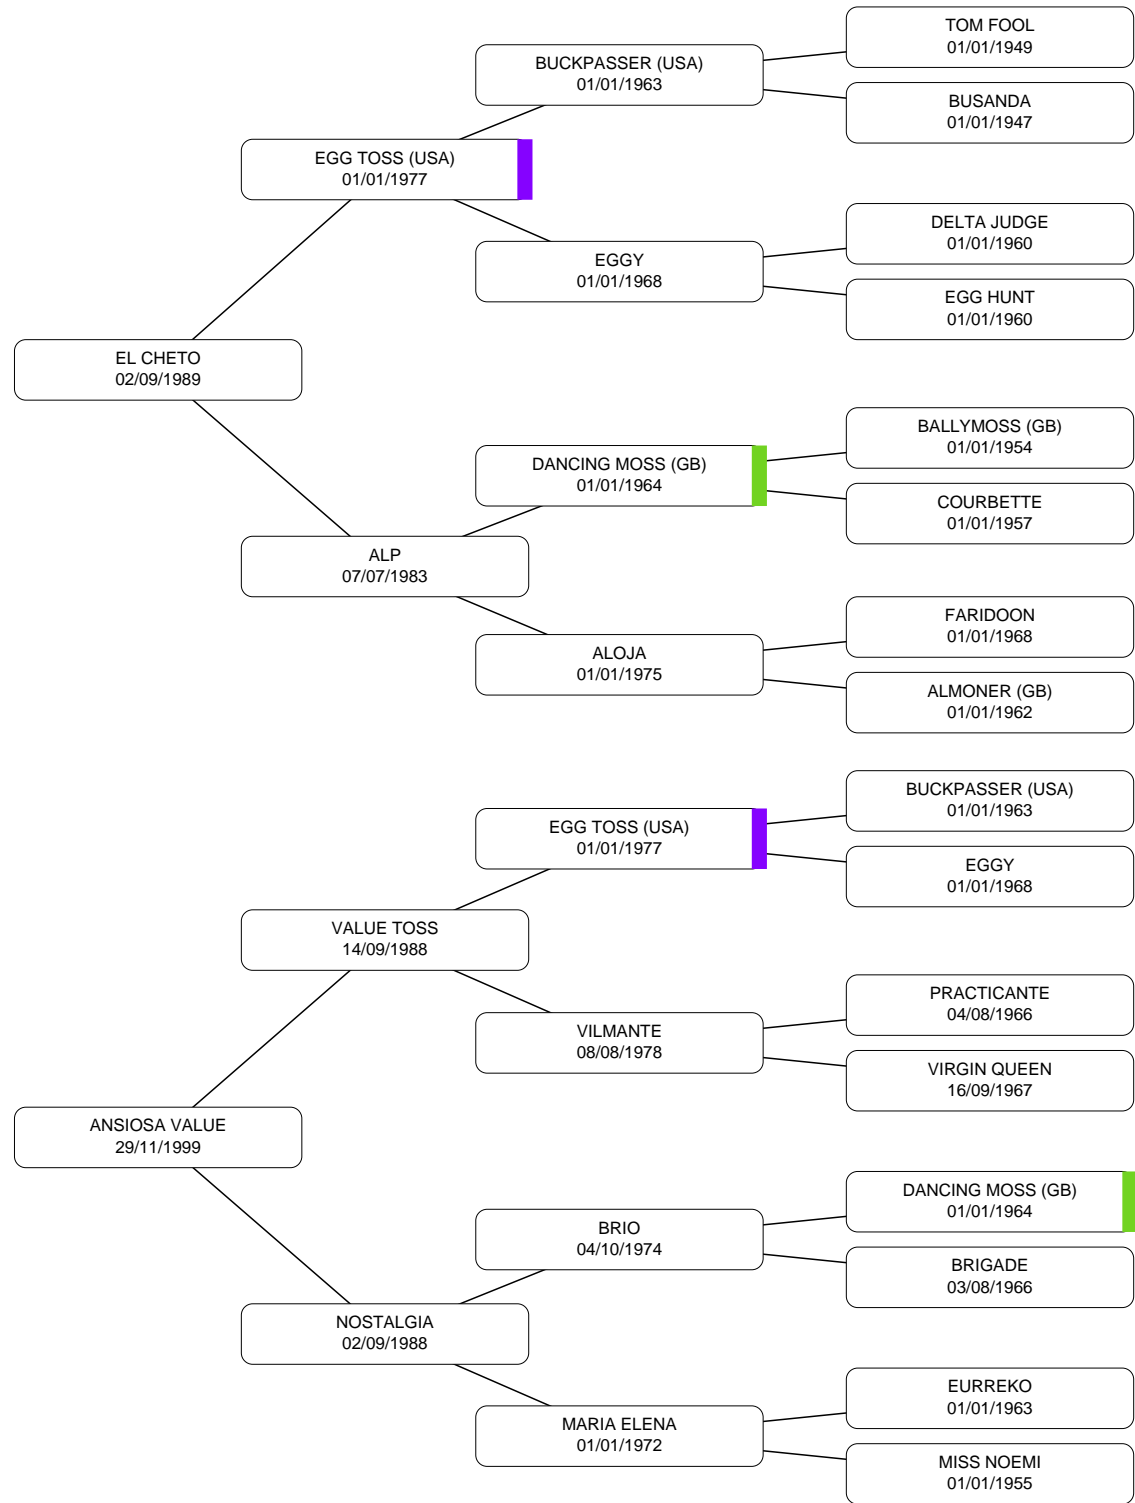 TOM FOOL
01/01/1949
BUCKPASSER (USA)
01/01/1963
BUSANDA
01/01/1947
EGG TOSS (USA)
01/01/1977
DELTA JUDGE
01/01/1960
EGGY
01/01/1968
EGG HUNT
01/01/1960
EL CHETO
02/09/1989
BALLYMOSS (GB)
01/01/1954
DANCING MOSS (GB)
01/01/1964
COURBETTE
01/01/1957
ALP
07/07/1983
FARIDOON
01/01/1968
ALOJA
01/01/1975
ALMONER (GB)
01/01/1962
BUCKPASSER (USA)
01/01/1963
EGG TOSS (USA)
01/01/1977
EGGY
01/01/1968
VALUE TOSS
14/09/1988
PRACTICANTE
04/08/1966
VILMANTE
08/08/1978
VIRGIN QUEEN
16/09/1967
ANSIOSA VALUE
29/11/1999
DANCING MOSS (GB)
01/01/1964
BRIO
04/10/1974
BRIGADE
03/08/1966
NOSTALGIA
02/09/1988
EURREKO
01/01/1963
MARIA ELENA
01/01/1972
MISS NOEMI
01/01/1955